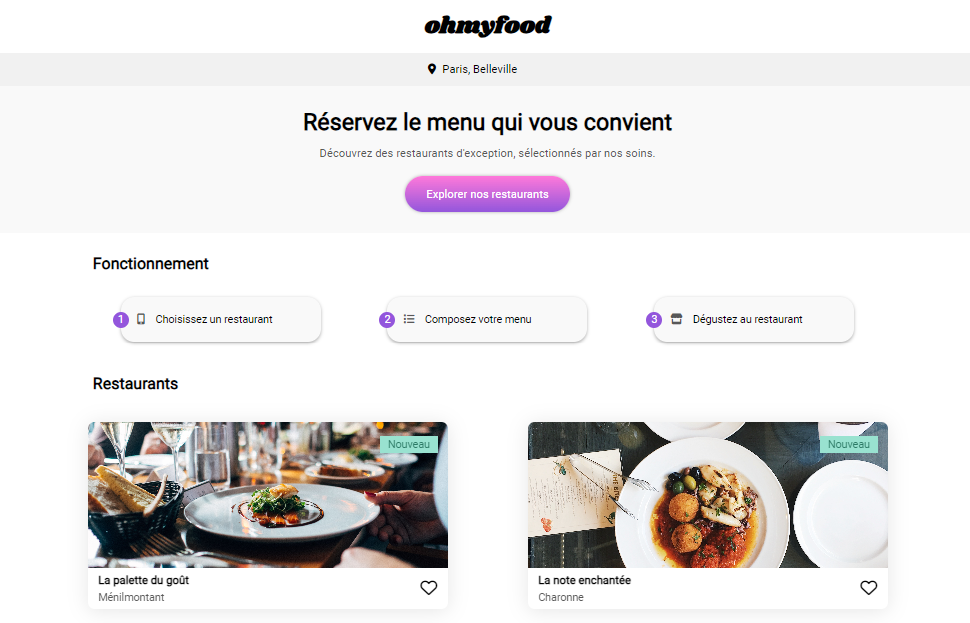 ohmyfood
Paris, Belleville
Réservez le menu qui vous convient
Découvrez des restaurants d'exception, sélectionnés par nos soins.
Explorer nos restaurants
Fonctionnement
1 Choisissez un restaurant
2 Composez votre menu
3 Dégustez au restaurant
Restaurants
Nouveau
La palette du goût
Ménilmontant
Nouveau
La note enchantée
Charonne